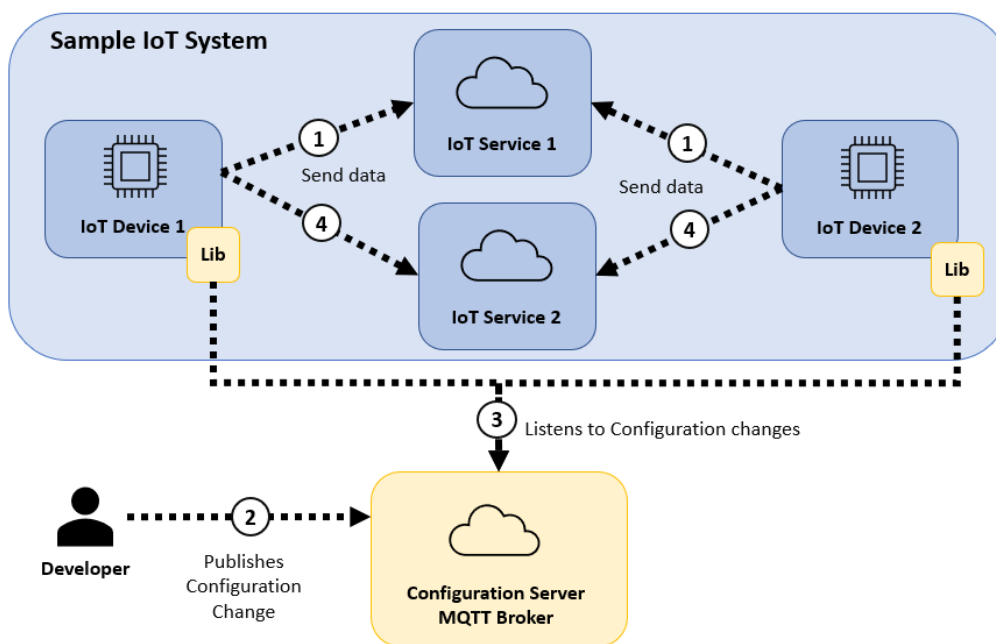 Sample IoT System
IoT Service 1
1
Send data
1
Send data
IoT Device 1
Lib
4
4
IoT Device 2
Lib
IoT Service 2
3
Listens to Configuration changes
2
Developer
Publishes
Configuration
Change
Configuration Server
MQTT Broker